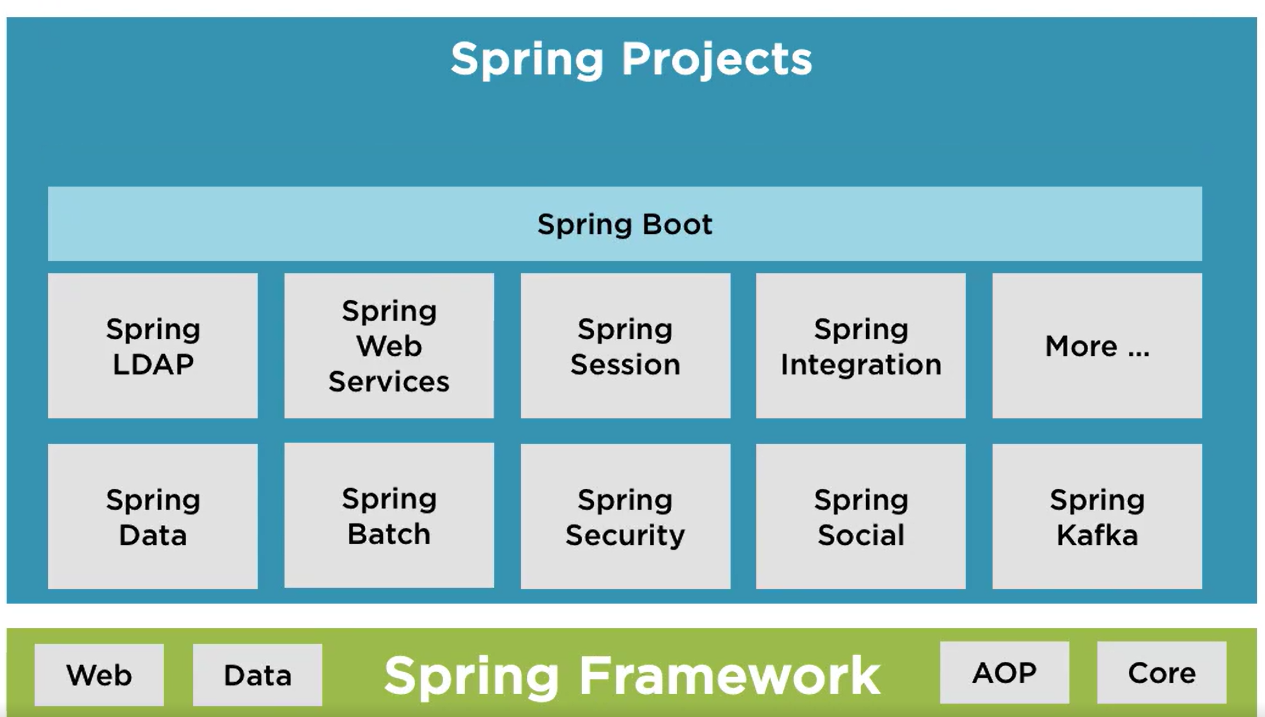 Spring Projects
Spring Boot
Spring
LDAP
Spring
Web
Services
Spring
Session
Spring
Integration
More ...
Spring
Data
Spring
Batch
Spring
Security
Spring
Social
Spring
Kafka
Web
Data
Spring Framework
AOP
Core